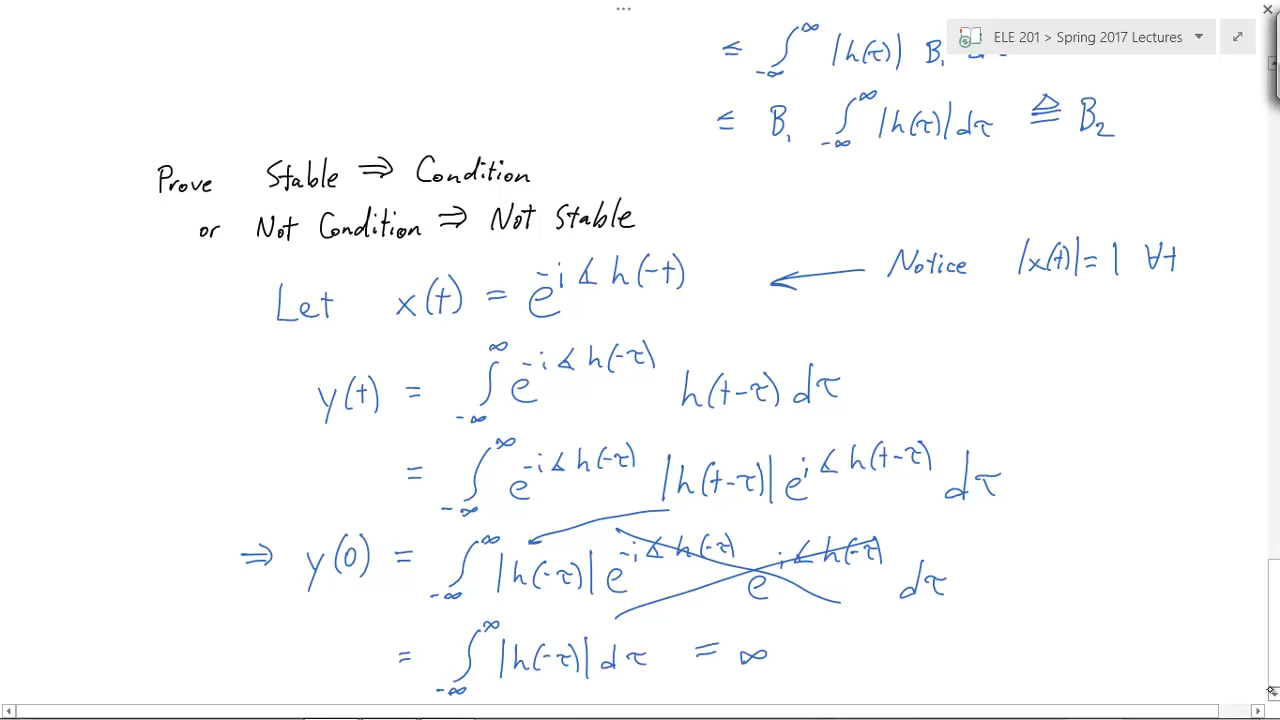 ELE 201 > Spring 2017 Lectures
≤ ∫_{-∞}^{∞} |h(τ)| B₁
≤ B₁ ∫_{-∞}^{∞} |h(τ)| dτ ≜ B₂
Prove Stable ⇒ Condition
or Not Condition ⇒ Not Stable
Let x(t) = e^{-i∡h(-t)} ← Notice |x(t)| = 1 ∀t
y(t) = ∫_{-∞}^{∞} e^{-i∡h(-τ)} h(t-τ) dτ
= ∫_{-∞}^{∞} e^{-i∡h(-τ)} |h(t-τ)| e^{i∡h(t-τ)} dτ
⇒ y(0) = ∫_{-∞}^{∞} |h(-τ)| e^{-i∡h(-τ)} e^{i∡h(-τ)} dτ
= ∫_{-∞}^{∞} |h(-τ)| dτ = ∞